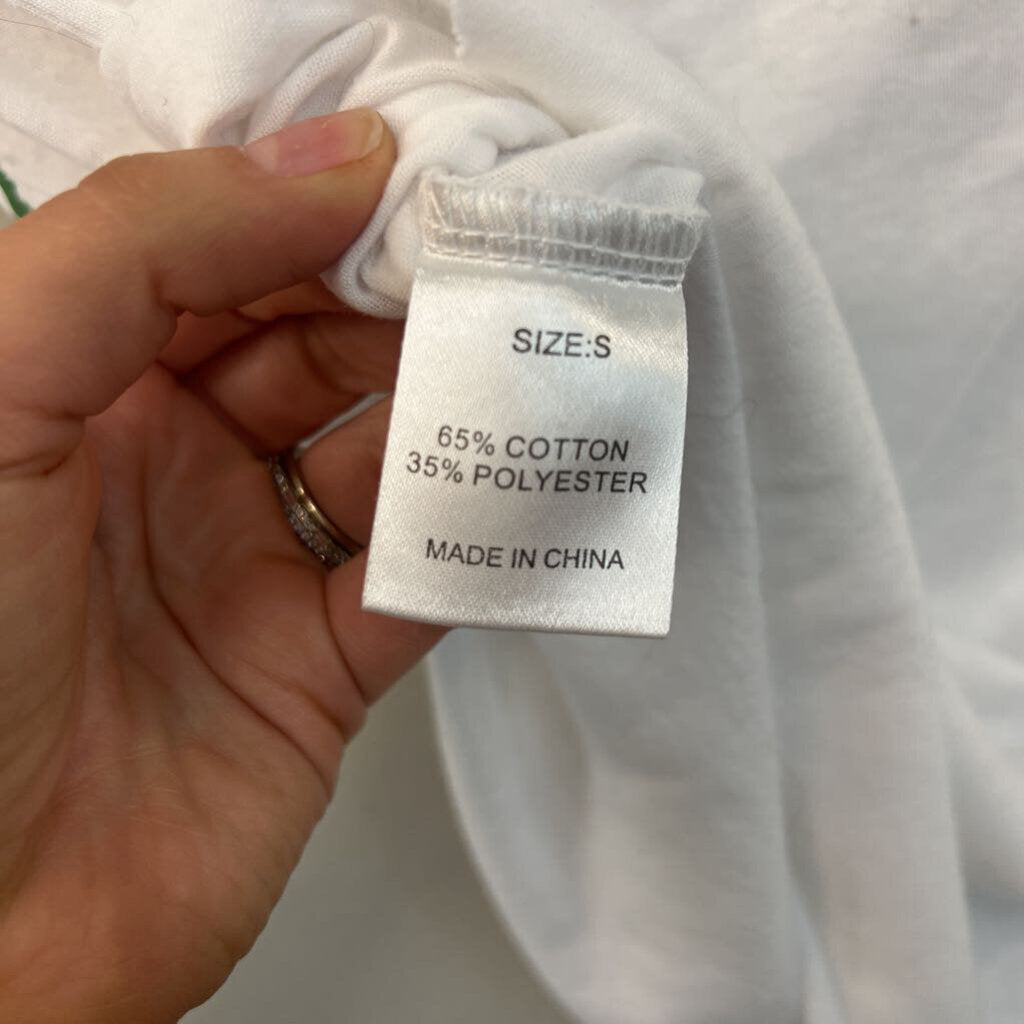 SIZE:S
65% COTTON
35% POLYESTER
MADE IN CHINA